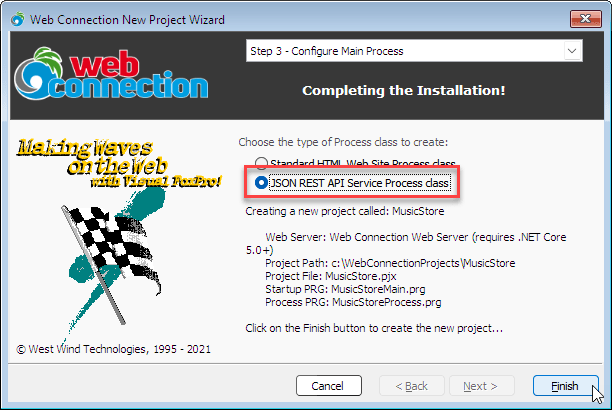 Web Connection New Project Wizard
Step 3 - Configure Main Process
web
connection
Completing the Installation!
Making Waves
on the Web
with Visual FoxPro!
Choose the type of Process class to create:
Standard HTML Web Site Process class
JSON REST API Service Process class
Creating a new project called: MusicStore
Web Server: Web Connection Web Server (requires .NET Core
5.0+)
Project Path: c:\WebConnectionProjects\MusicStore
Project File: MusicStore.pjx
Startup PRG: MusicStoreMain.prg
Process PRG: MusicStoreProcess.prg
Click on the Finish button to create the new project...
© West Wind Technologies, 1995 - 2021
Cancel
< Back
Next >
Finish